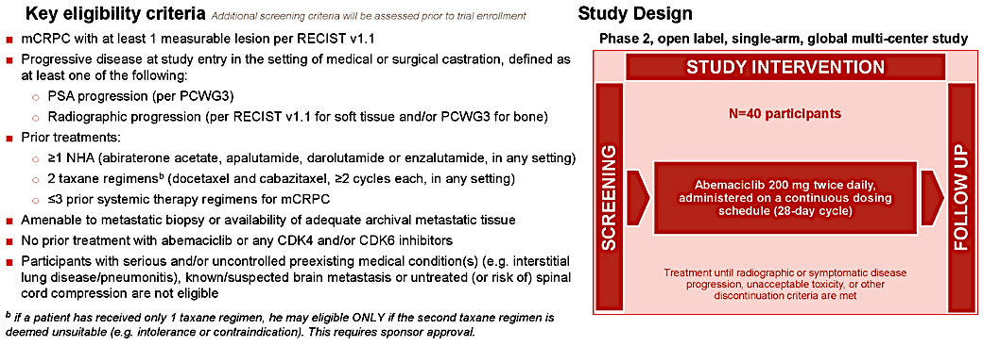 Key eligibility criteria Additional screening criteria will be assessed prior to trial enrollment
■ mCRPC with at least 1 measurable lesion per RECIST v1.1
■ Progressive disease at study entry in the setting of medical or surgical castration, defined as
at least one of the following:
○ PSA progression (per PCWG3)
○ Radiographic progression (per RECIST v1.1 for soft tissue and/or PCWG3 for bone)
■ Prior treatments:
○ ≥1 NHA (abiraterone acetate, apalutamide, darolutamide or enzalutamide, in any setting)
○ 2 taxane regimensᵇ (docetaxel and cabazitaxel, ≥2 cycles each, in any setting)
○ ≤3 prior systemic therapy regimens for mCRPC
■ Amenable to metastatic biopsy or availability of adequate archival metastatic tissue
■ No prior treatment with abemaciclib or any CDK4 and/or CDK6 inhibitors
■ Participants with serious and/or uncontrolled preexisting medical condition(s) (e.g. interstitial
lung disease/pneumonitis), known/suspected brain metastasis or untreated (or risk of) spinal
cord compression are not eligible
ᵇ if a patient has received only 1 taxane regimen, he may eligible ONLY if the second taxane regimen is
deemed unsuitable (e.g. intolerance or contraindication). This requires sponsor approval.
Study Design
Phase 2, open label, single-arm, global multi-center study
STUDY INTERVENTION
SCREENING
N=40 participants
Abemaciclib 200 mg twice daily,
administered on a continuous dosing
schedule (28-day cycle)
Treatment until radiographic or symptomatic disease
progression, unacceptable toxicity, or other
discontinuation criteria are met
FOLLOW UP